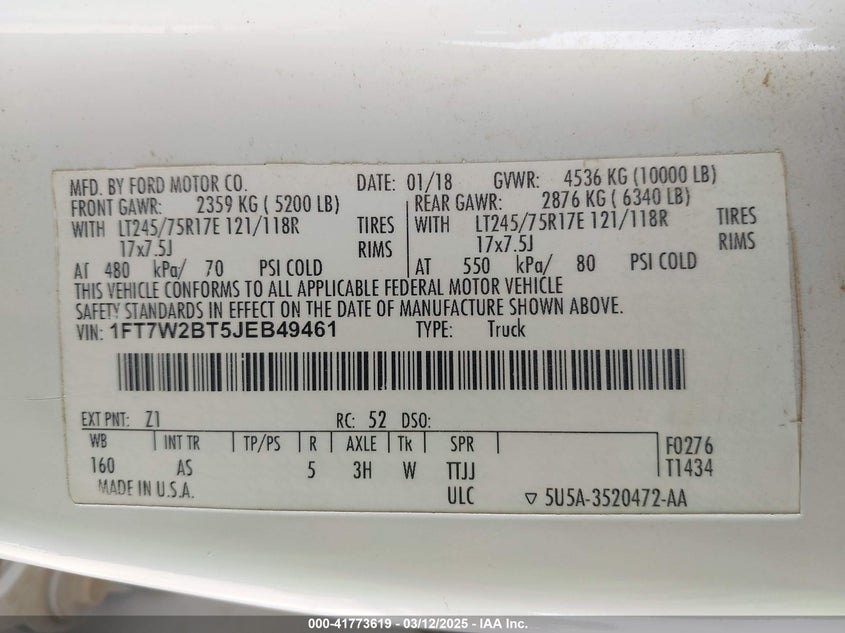 MFD. BY FORD MOTOR CO. DATE: 01/18 GVWR: 4536 KG (10000 LB)
FRONT GAWR: 2359 KG ( 5200 LB) REAR GAWR: 2876 KG ( 6340 LB)
WITH LT245/75R17E 121/118R TIRES WITH LT245/75R17E 121/118R TIRES
17x7.5J RIMS 17x7.5J RIMS
AT 480 kPa/ 70 PSI COLD AT 550 kPa/ 80 PSI COLD
THIS VEHICLE CONFORMS TO ALL APPLICABLE FEDERAL MOTOR VEHICLE
SAFETY STANDARDS IN EFFECT ON THE DATE OF MANUFACTURE SHOWN ABOVE.
VIN: 1FT7W2BT5JEB49461 TYPE: Truck
EXT PNT: Z1 RC: 52 DSO:
WB INT TR TP/PS R AXLE Tk SPR F0276
160 AS 5 3H W TTJJ T1434
MADE IN U.S.A. ULC ▽ 5U5A-3520472-AA
000-41773619 - 03/12/2025 - IAA Inc.